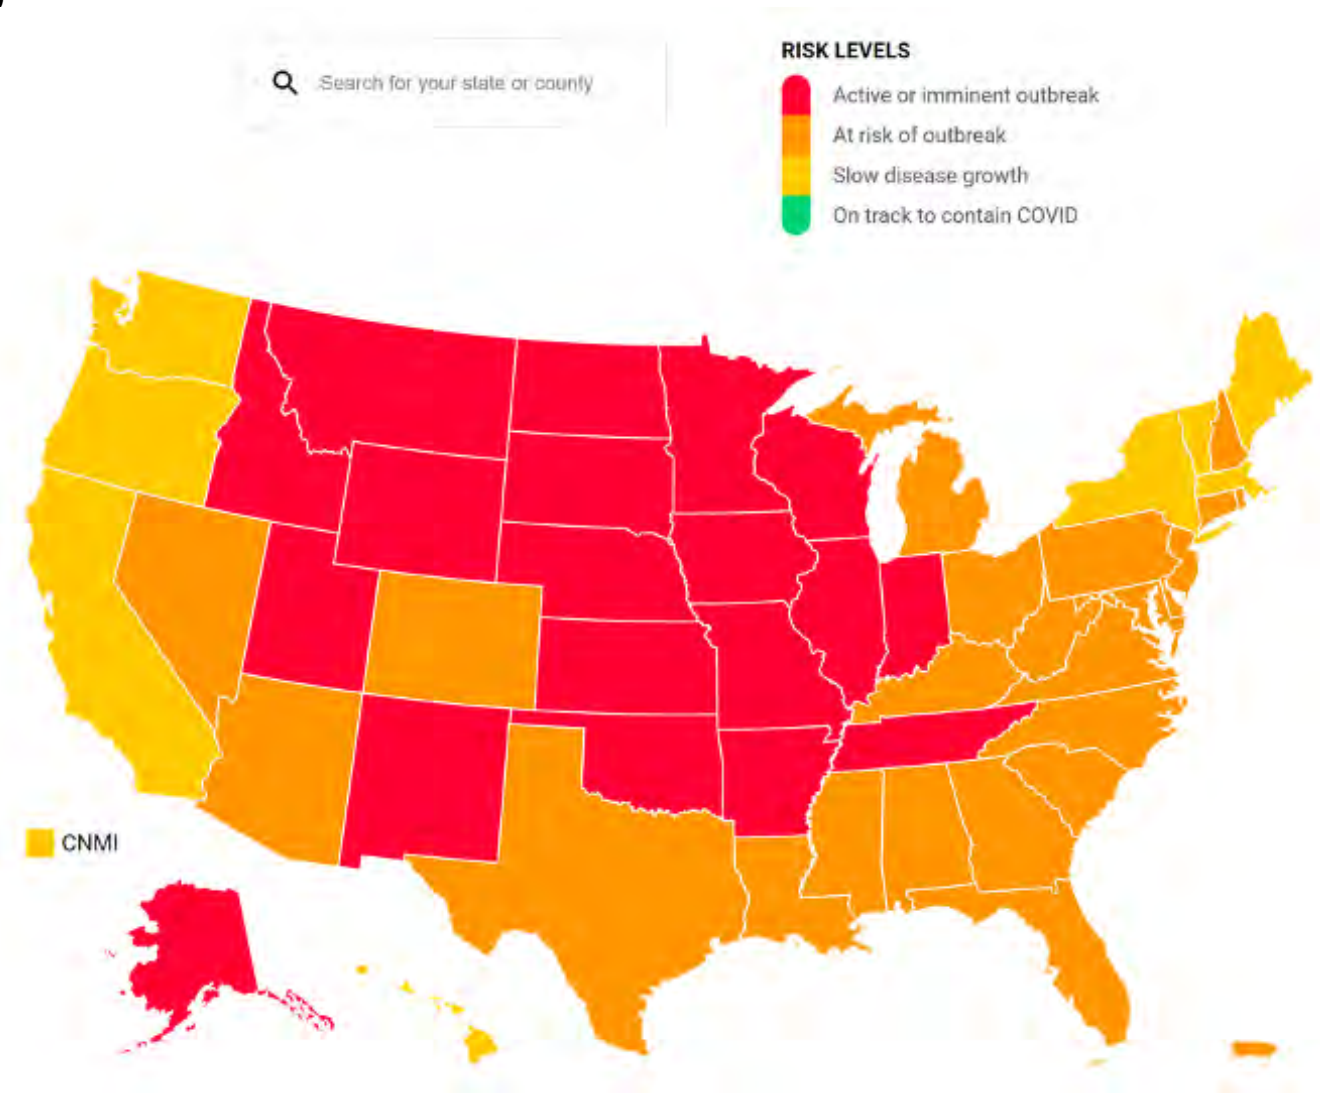 Search for your state or county
RISK LEVELS
Active or imminent outbreak
At risk of outbreak
Slow disease growth
On track to contain COVID
CNMI